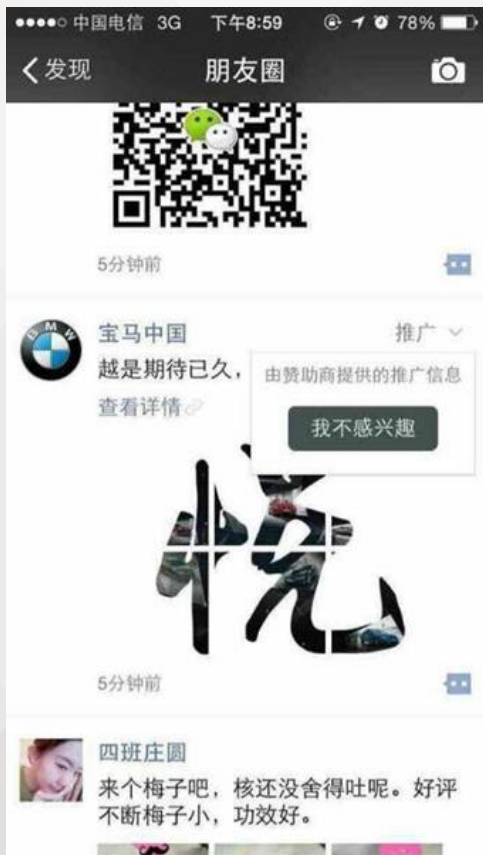 中国电信 3G 下午8:59 78%
发现 朋友圈
5分钟前
BMW
宝马中国 推广
越是期待已久，
由赞助商提供的推广信息
查看详情
我不感兴趣
悦
5分钟前
四班庄圆
来个梅子吧，核还没舍得吐呢。好评
不断梅子小，功效好。